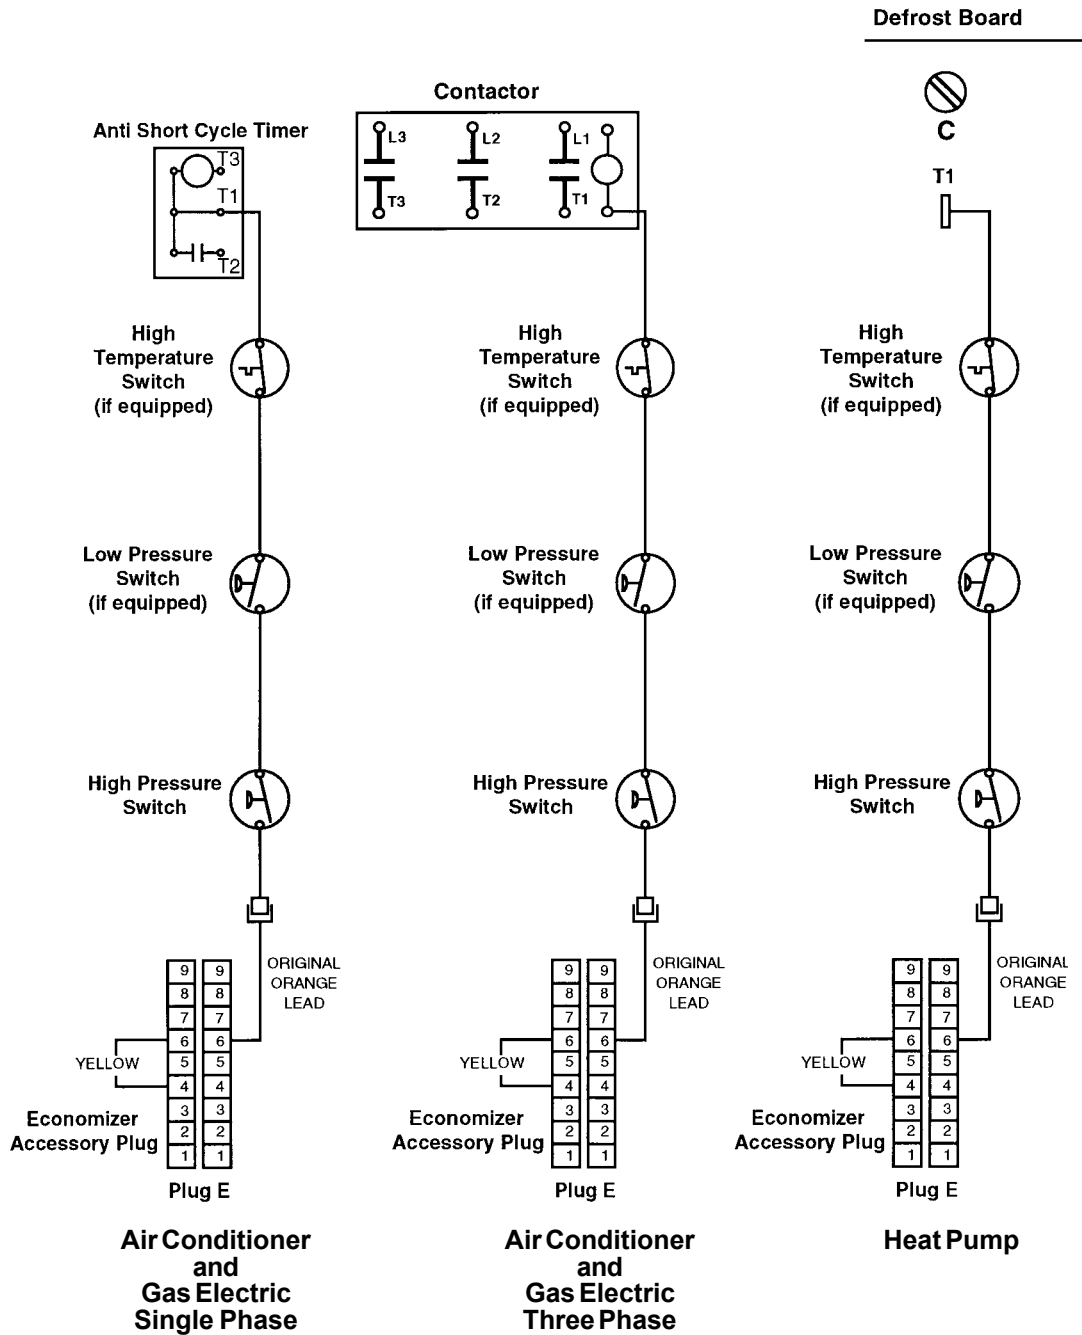 Defrost Board
C
T1
Contactor
L3
L2
L1
T3
T2
T1
Anti Short Cycle Timer
T3
T1
T2
High
Temperature
Switch
(if equipped)
High
Temperature
Switch
(if equipped)
High
Temperature
Switch
(if equipped)
Low Pressure
Switch
(if equipped)
Low Pressure
Switch
(if equipped)
Low Pressure
Switch
(if equipped)
High Pressure
Switch
High Pressure
Switch
High Pressure
Switch
ORIGINAL
ORANGE
LEAD
9 9
8 8
7 7
6 6
5 5
4 4
3 3
2 2
1 1
YELLOW
Economizer
Accessory Plug
Plug E
Air Conditioner
and
Gas Electric
Single Phase
ORIGINAL
ORANGE
LEAD
9 9
8 8
7 7
6 6
5 5
4 4
3 3
2 2
1 1
YELLOW
Economizer
Accessory Plug
Plug E
Air Conditioner
and
Gas Electric
Three Phase
ORIGINAL
ORANGE
LEAD
9 9
8 8
7 7
6 6
5 5
4 4
3 3
2 2
1 1
YELLOW
Economizer
Accessory Plug
Plug E
Heat Pump